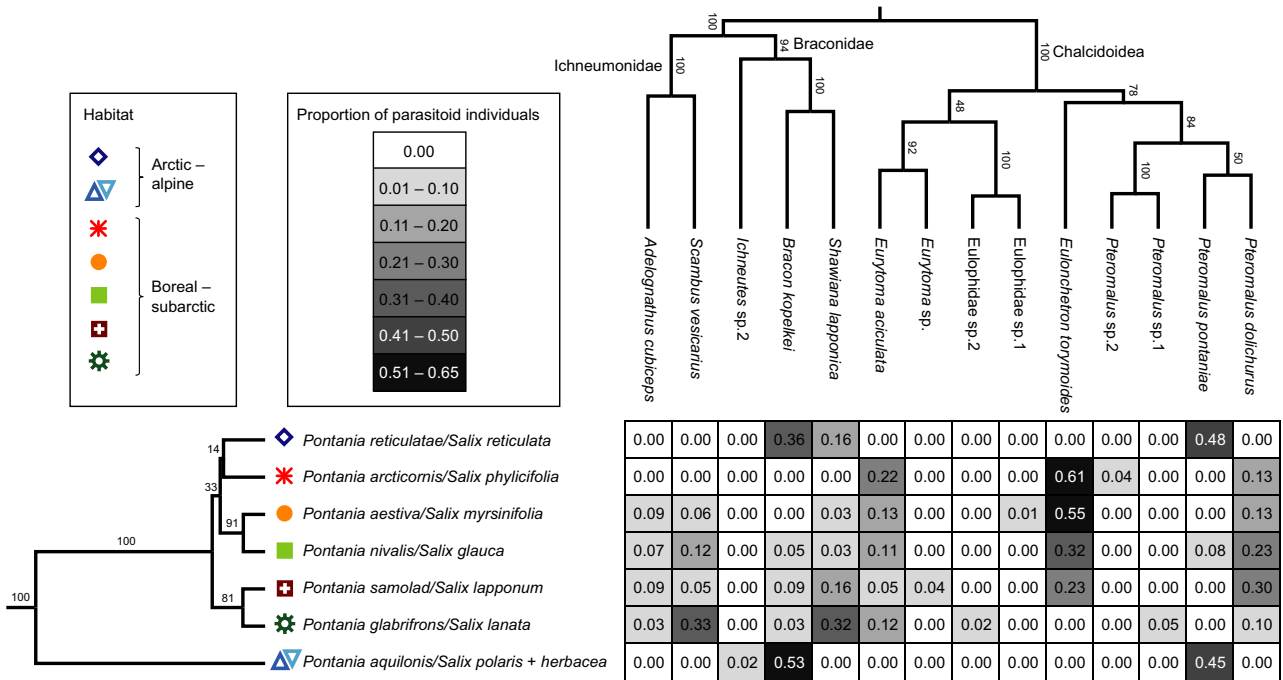 100
94
Braconidae
Ichneumonidae
100
100
100
Chalcidoidea
78
48
84
92
100
100
50
Habitat
Arctic –
alpine
Boreal –
subarctic
Proportion of parasitoid individuals
0.00
0.01 – 0.10
0.11 – 0.20
0.21 – 0.30
0.31 – 0.40
0.41 – 0.50
0.51 – 0.65
Adelognathus cubiceps
Scambus vesicarius
Ichneutes sp.2
Bracon kopelkei
Shawiana lapponica
Eurytoma aciculata
Eurytoma sp.
Eulophidae sp.2
Eulophidae sp.1
Eulonchetron torymoides
Pteromalus sp.2
Pteromalus sp.1
Pteromalus pontaniae
Pteromalus dolichurus
14
33
91
100
81
100
Pontania reticulatae/Salix reticulata 0.00 0.00 0.00 0.36 0.16 0.00 0.00 0.00 0.00 0.00 0.00 0.00 0.48 0.00
Pontania arcticornis/Salix phylicifolia 0.00 0.00 0.00 0.00 0.00 0.22 0.00 0.00 0.00 0.61 0.04 0.00 0.00 0.13
Pontania aestiva/Salix myrsinifolia 0.09 0.06 0.00 0.00 0.03 0.13 0.00 0.00 0.01 0.55 0.00 0.00 0.00 0.13
Pontania nivalis/Salix glauca 0.07 0.12 0.00 0.05 0.03 0.11 0.00 0.00 0.00 0.32 0.00 0.00 0.08 0.23
Pontania samolad/Salix lapponum 0.09 0.05 0.00 0.09 0.16 0.05 0.04 0.00 0.00 0.23 0.00 0.00 0.00 0.30
Pontania glabrifrons/Salix lanata 0.03 0.33 0.00 0.03 0.32 0.12 0.00 0.02 0.00 0.00 0.00 0.05 0.00 0.10
Pontania aquilonis/Salix polaris + herbacea 0.00 0.00 0.02 0.53 0.00 0.00 0.00 0.00 0.00 0.00 0.00 0.00 0.45 0.00